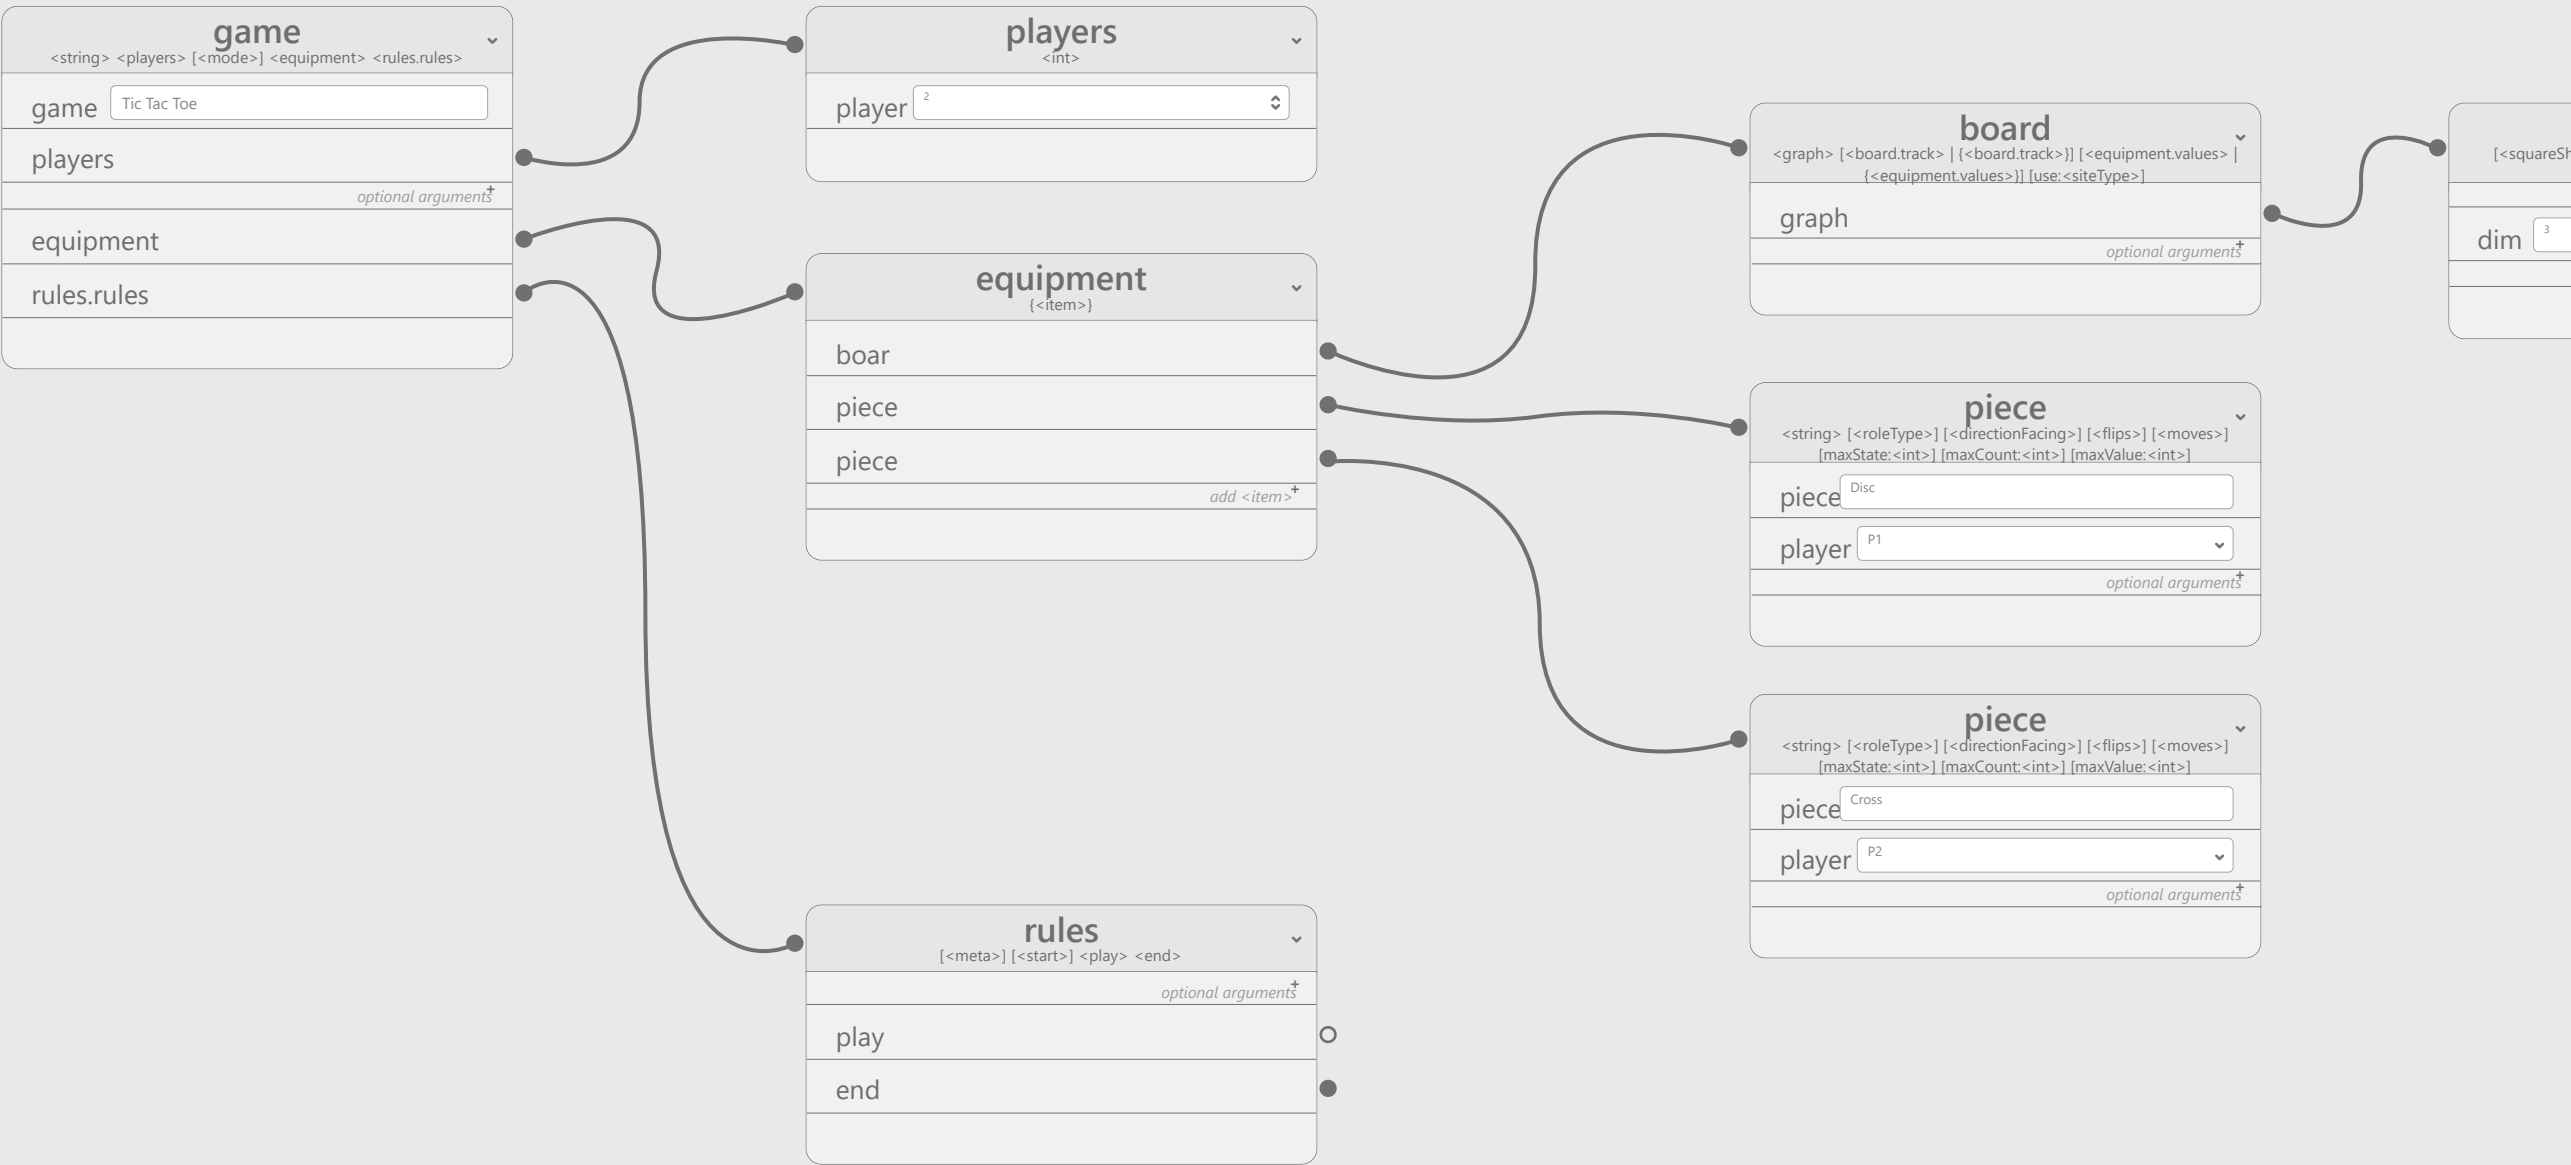 game
<string> <players> [<mode>] <equipment> <rules.rules>
game Tic Tac Toe
players
optional arguments +
equipment
rules.rules
players
<int>
player 2
equipment
{<item>}
boar
piece
piece
add <item> +
rules
[<meta>] [<start>] <play> <end>
optional arguments +
play
end
board
<graph> [<board.track> | {<board.track>}] [<equipment.values> |
{<equipment.values>}] [use:<siteType>]
graph
optional arguments +
piece
<string> [<roleType>] [<directionFacing>] [<flips>] [<moves>]
[maxState:<int>] [maxCount:<int>] [maxValue:<int>]
piece Disc
player P1
optional arguments +
piece
<string> [<roleType>] [<directionFacing>] [<flips>] [<moves>]
[maxState:<int>] [maxCount:<int>] [maxValue:<int>]
piece Cross
player P2
optional arguments +
[<squareSh
dim 3